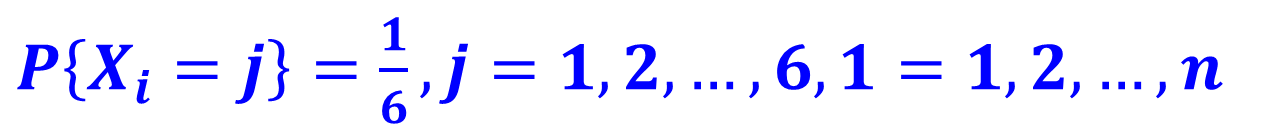 P{X_i = j} = 1/6, j = 1, 2, ..., 6, 1 = 1, 2, ..., n